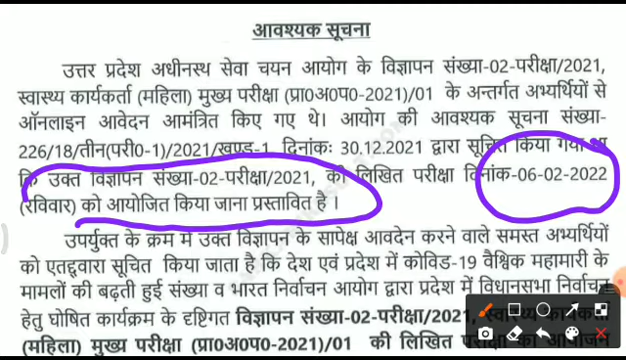 आवश्यक सूचना
उत्तर प्रदेश अधीनस्थ सेवा चयन आयोग के विज्ञापन संख्या-02-परीक्षा/2021,
स्वास्थ्य कार्यकर्ता (महिला) मुख्य परीक्षा (प्रा0अ0प0-2021)/01 के अन्तर्गत अभ्यर्थियों से
ऑनलाइन आवेदन आमंत्रित किए गए थे। आयोग की आवश्यक सूचना संख्या-
226/18/तीन(परी0-1)/2021/खण्ड-1, दिनांकः 30.12.2021 द्वारा सूचित किया गया था
कि उक्त विज्ञापन संख्या-02-परीक्षा/2021, की लिखित परीक्षा दिनांक-06-02-2022
(रविवार) को आयोजित किया जाना प्रस्तावित है।
उपर्युक्त के क्रम में उक्त विज्ञापन के सापेक्ष आवदेन करने वाले समस्त अभ्यर्थियों
को एतद्द्वारा सूचित किया जाता है कि देश एवं प्रदेश में कोविड-19 वैश्विक महामारी के
मामलों की बढ़ती हुई संख्या व भारत निर्वाचन आयोग द्वारा प्रदेश में विधानसभा निर्वाचन
हेतु घोषित कार्यक्रम के दृष्टिगत विज्ञापन संख्या-02-परीक्षा/2021, स्वास्थ्य कार्यकर्ता
(महिला) मुख्य परीक्षा (प्रा0अ0प0-2021)/01 की लिखित परीक्षा का आयोजन